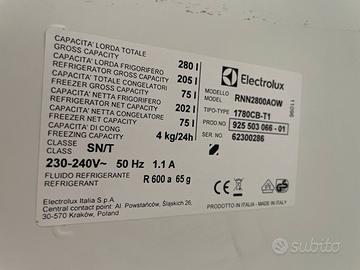 CAPACITA' LORDA TOTALE
GROSS CAPACITY
280 l
CAPACITA' LORDA FRIGORIFERO
REFRIGERATOR GROSS CAPACITY
205 l
CAPACITA' TOTALE CONGELATORE
FREEZER GROSS CAPACITY
75 l
CAPACITA' NETTA FRIGORIFERO
REFRIGERATOR NET CAPACITY
202 l
CAPACITA' NETTA CONGELATORE
FREEZER NET CAPACITY
75 l
CAPACITA' DI CONG.
FREEZING CAPACITY
4 kg/24h
CLASSE
CLASS
SN/T
230-240V~ 50 Hz 1.1 A
FLUIDO REFRIGERANTE
REFRIGERANT
R 600 a 65 g
Electrolux Italia S.p.A.
Central contact point: Al. Powstańców, Śląskich 26,
30-570 Kraków, Poland
Electrolux
MODELLO
MODEL
RNN2800AOW
TIPO-TYPE
1780CB-T1
PROD.NO
925 503 066 - 01
SER.NO
62300286
PRODOTTO IN ITALIA - MADE IN ITALY
subito